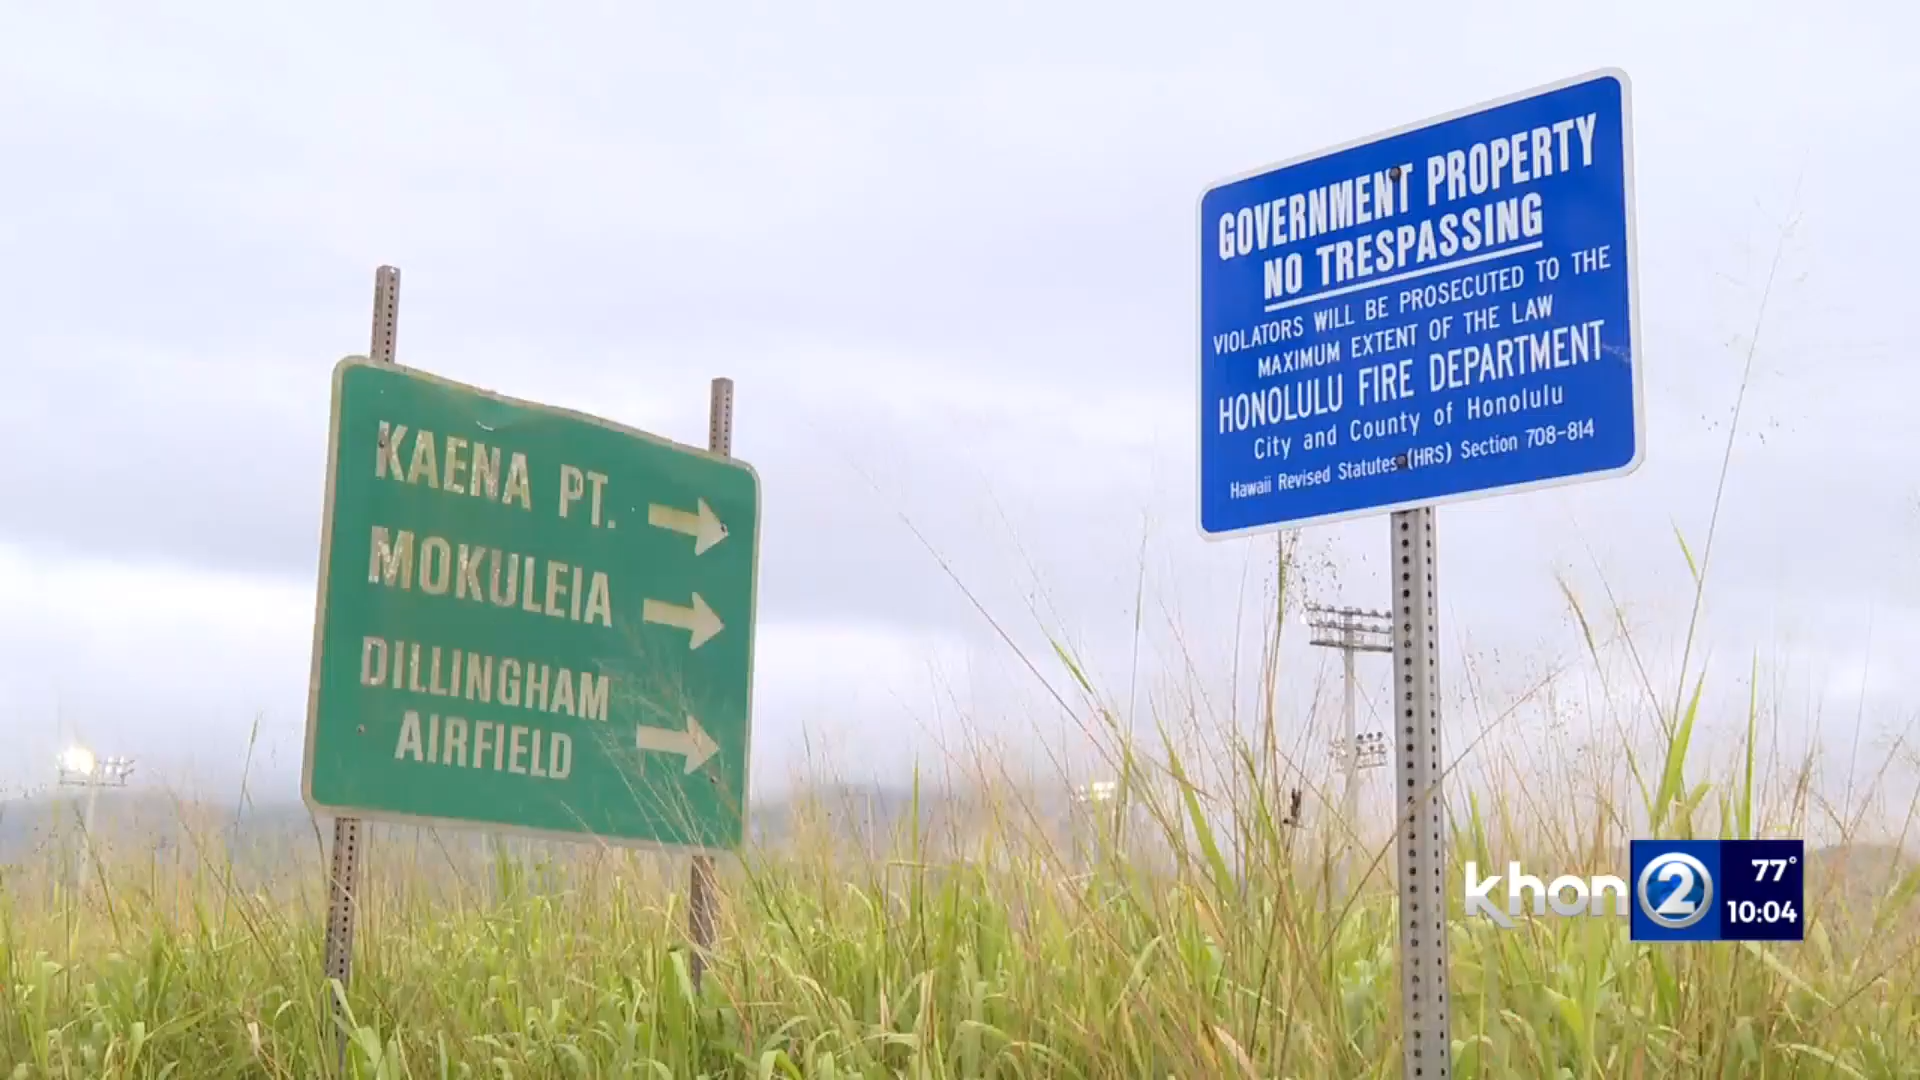 KAENA PT.
MOKULEIA
DILLINGHAM
AIRFIELD
GOVERNMENT PROPERTY
NO TRESPASSING
VIOLATORS WILL BE PROSECUTED TO THE
MAXIMUM EXTENT OF THE LAW
HONOLULU FIRE DEPARTMENT
City and County of Honolulu
Hawaii Revised Statutes (HRS) Section 708-814
khon 2
77°
10:04